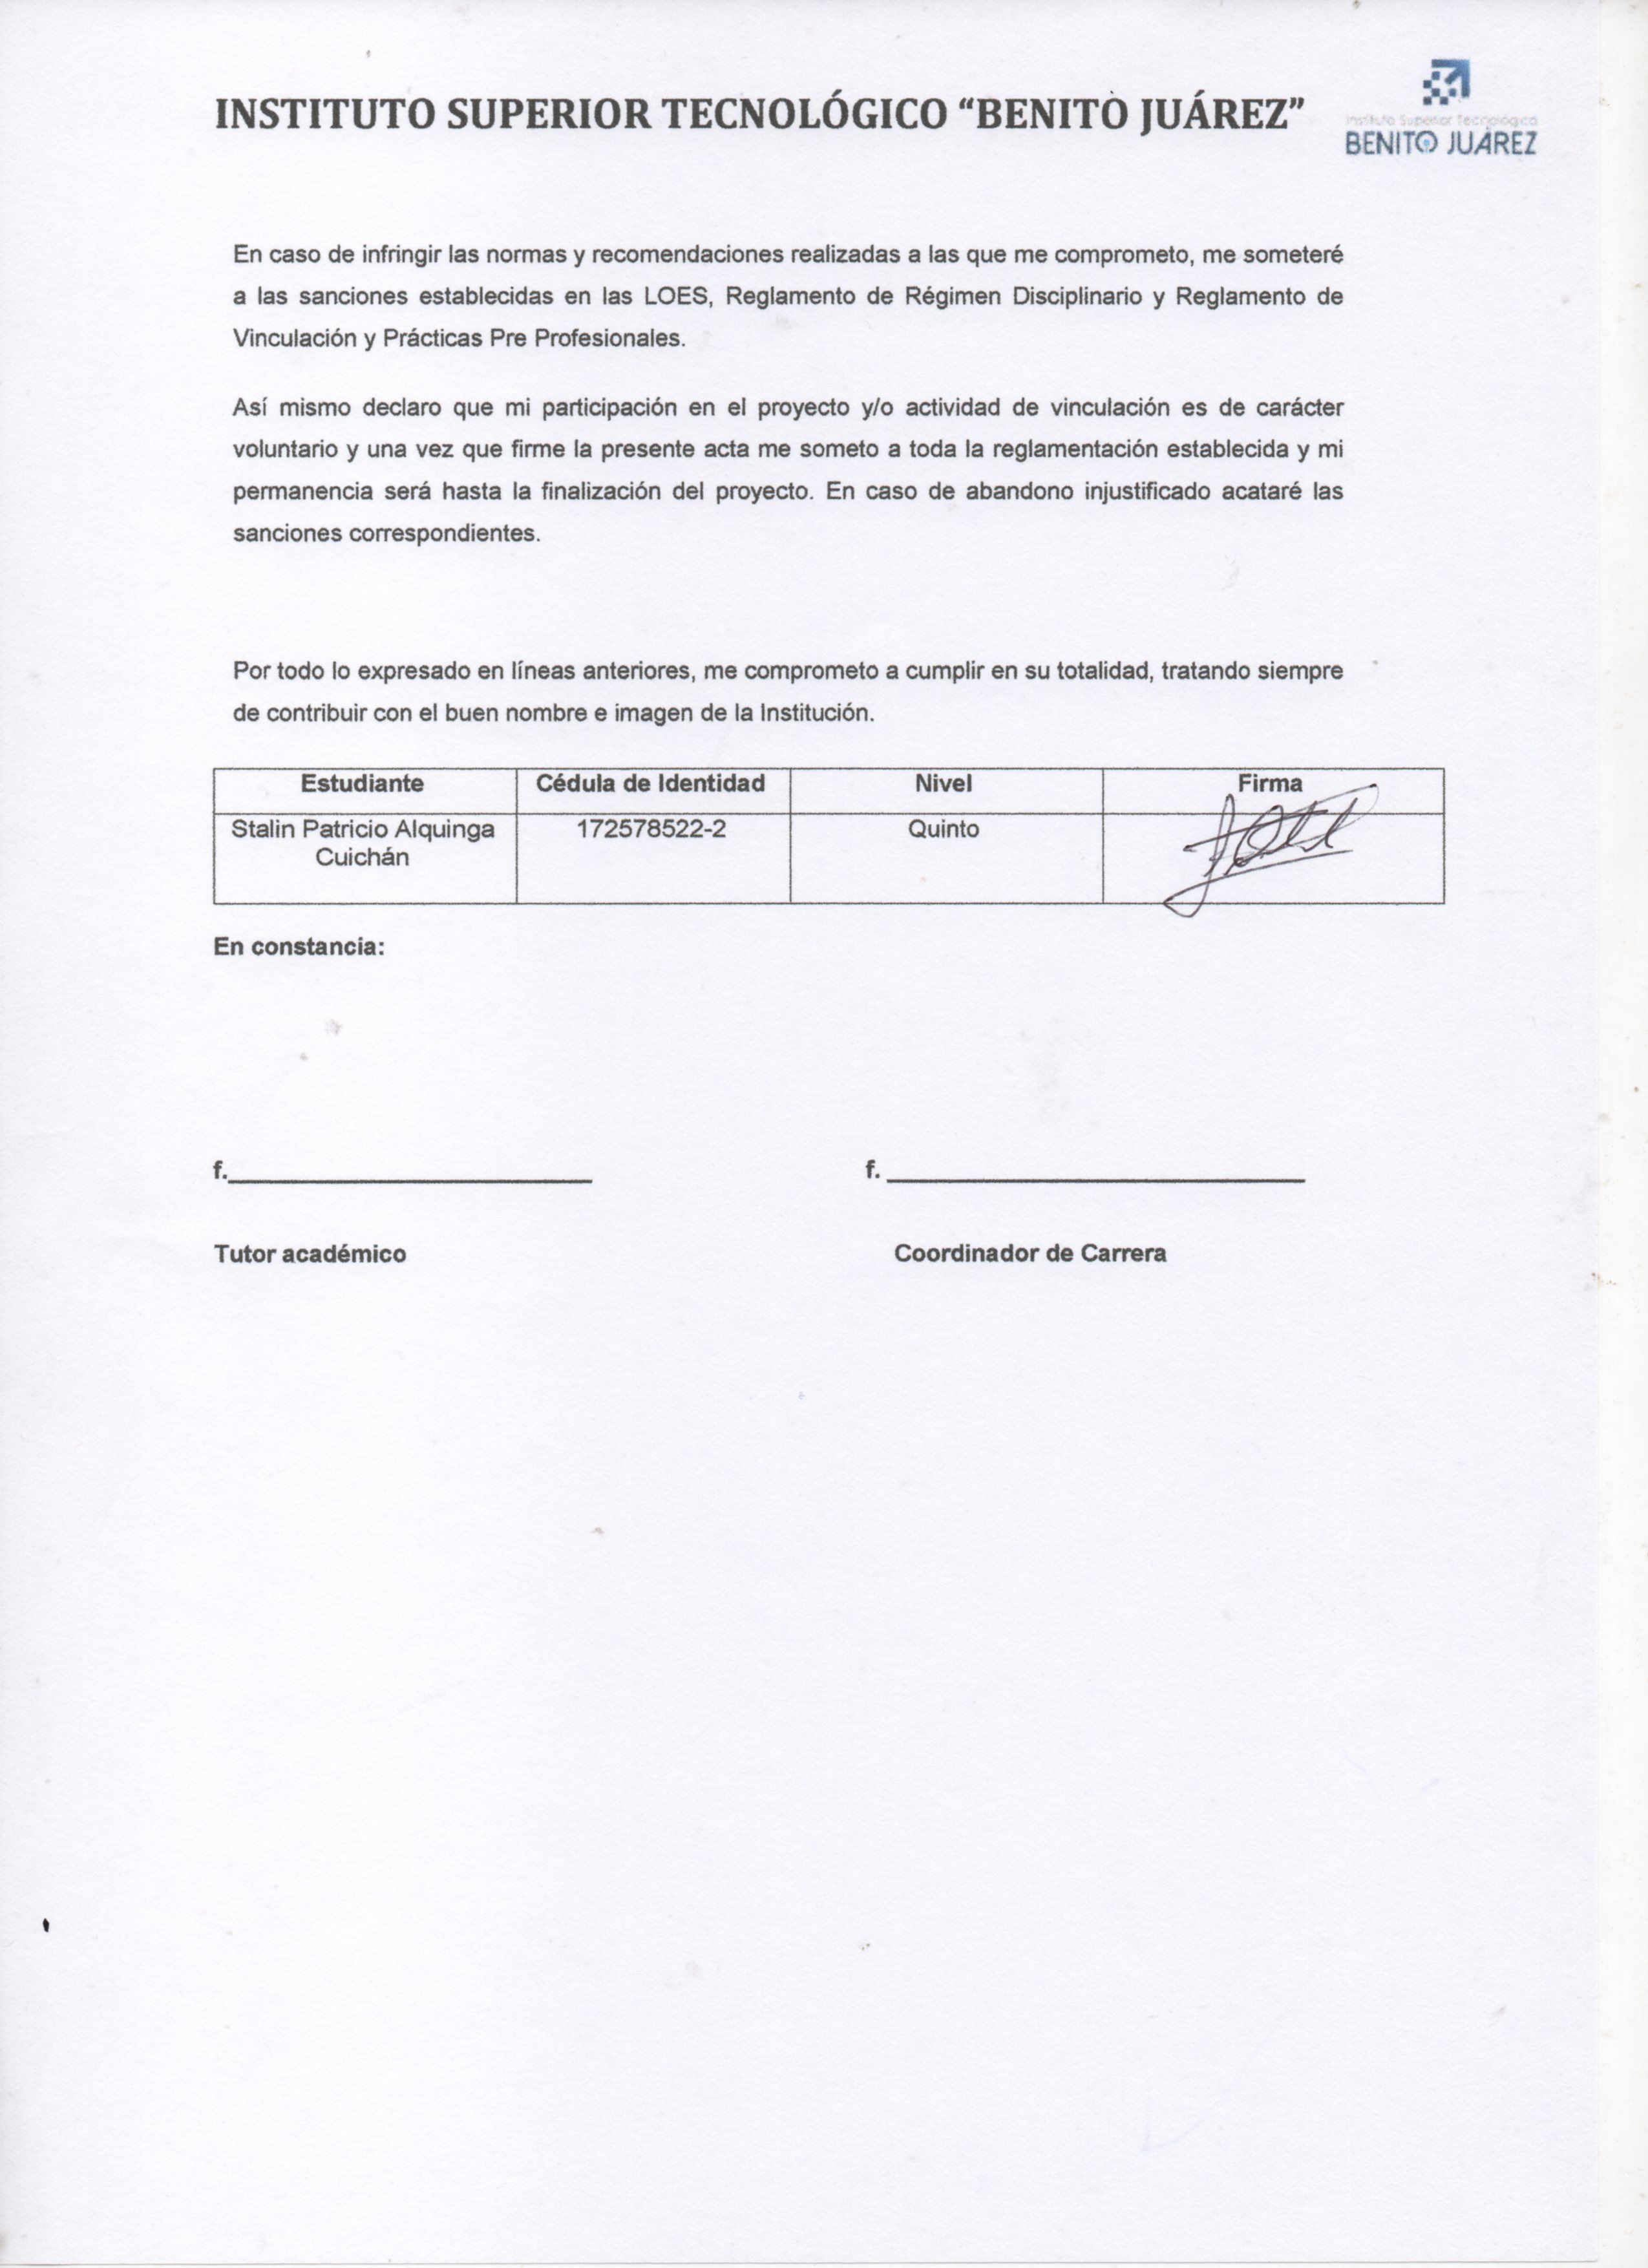 INSTITUTO SUPERIOR TECNOLÓGICO “BENITO JUÁREZ”
Instituto Superior Tecnológico
BENITO JUÁREZ
En caso de infringir las normas y recomendaciones realizadas a las que me comprometo, me someteré
a las sanciones establecidas en las LOES, Reglamento de Régimen Disciplinario y Reglamento de
Vinculación y Prácticas Pre Profesionales.
Así mismo declaro que mi participación en el proyecto y/o actividad de vinculación es de carácter
voluntario y una vez que firme la presente acta me someto a toda la reglamentación establecida y mi
permanencia será hasta la finalización del proyecto. En caso de abandono injustificado acataré las
sanciones correspondientes.
Por todo lo expresado en líneas anteriores, me comprometo a cumplir en su totalidad, tratando siempre
de contribuir con el buen nombre e imagen de la Institución.
Estudiante Cédula de Identidad Nivel Firma
Stalin Patricio Alquinga 172578522-2 Quinto
Cuichán
En constancia:
f. f.
Tutor académico Coordinador de Carrera